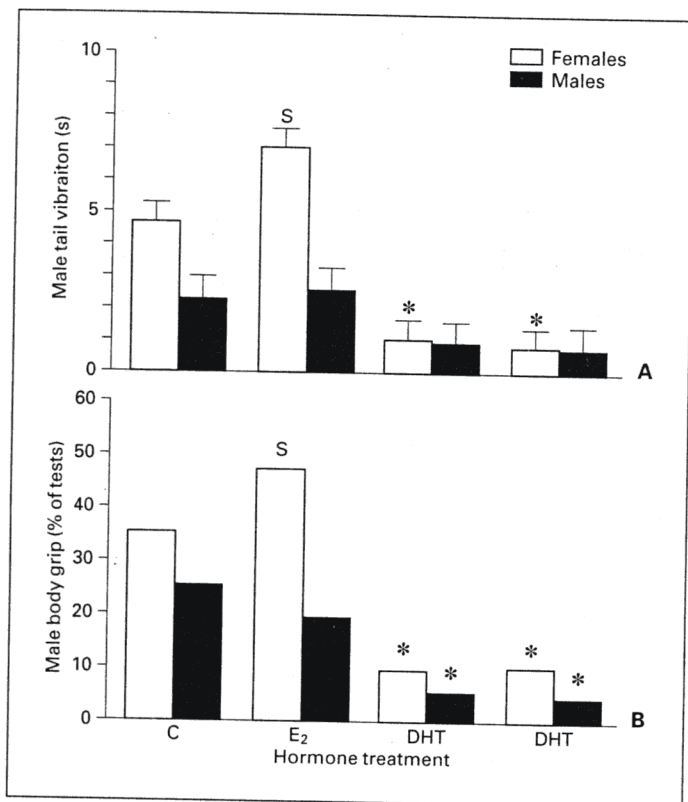 Females
Males
Male tail vibraiton (s)
10
5
0
S
*
*
A
Male body grip (% of tests)
60
50
40
30
20
10
0
S
*
*
*
*
B
C
E2
DHT
DHT
Hormone treatment